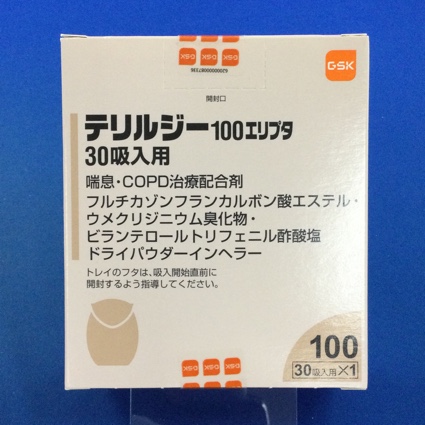 GSK
開封口
テリルジー100エリプタ
30吸入用
喘息・COPD治療配合剤
フルチカゾンフランカルボン酸エステル・
ウメクリジニウム臭化物・
ビランテロールトリフェニル酢酸塩
ドライパウダーインヘラー
トレイのフタは、吸入開始直前に
開封するよう指導してください。
100
30吸入用×1